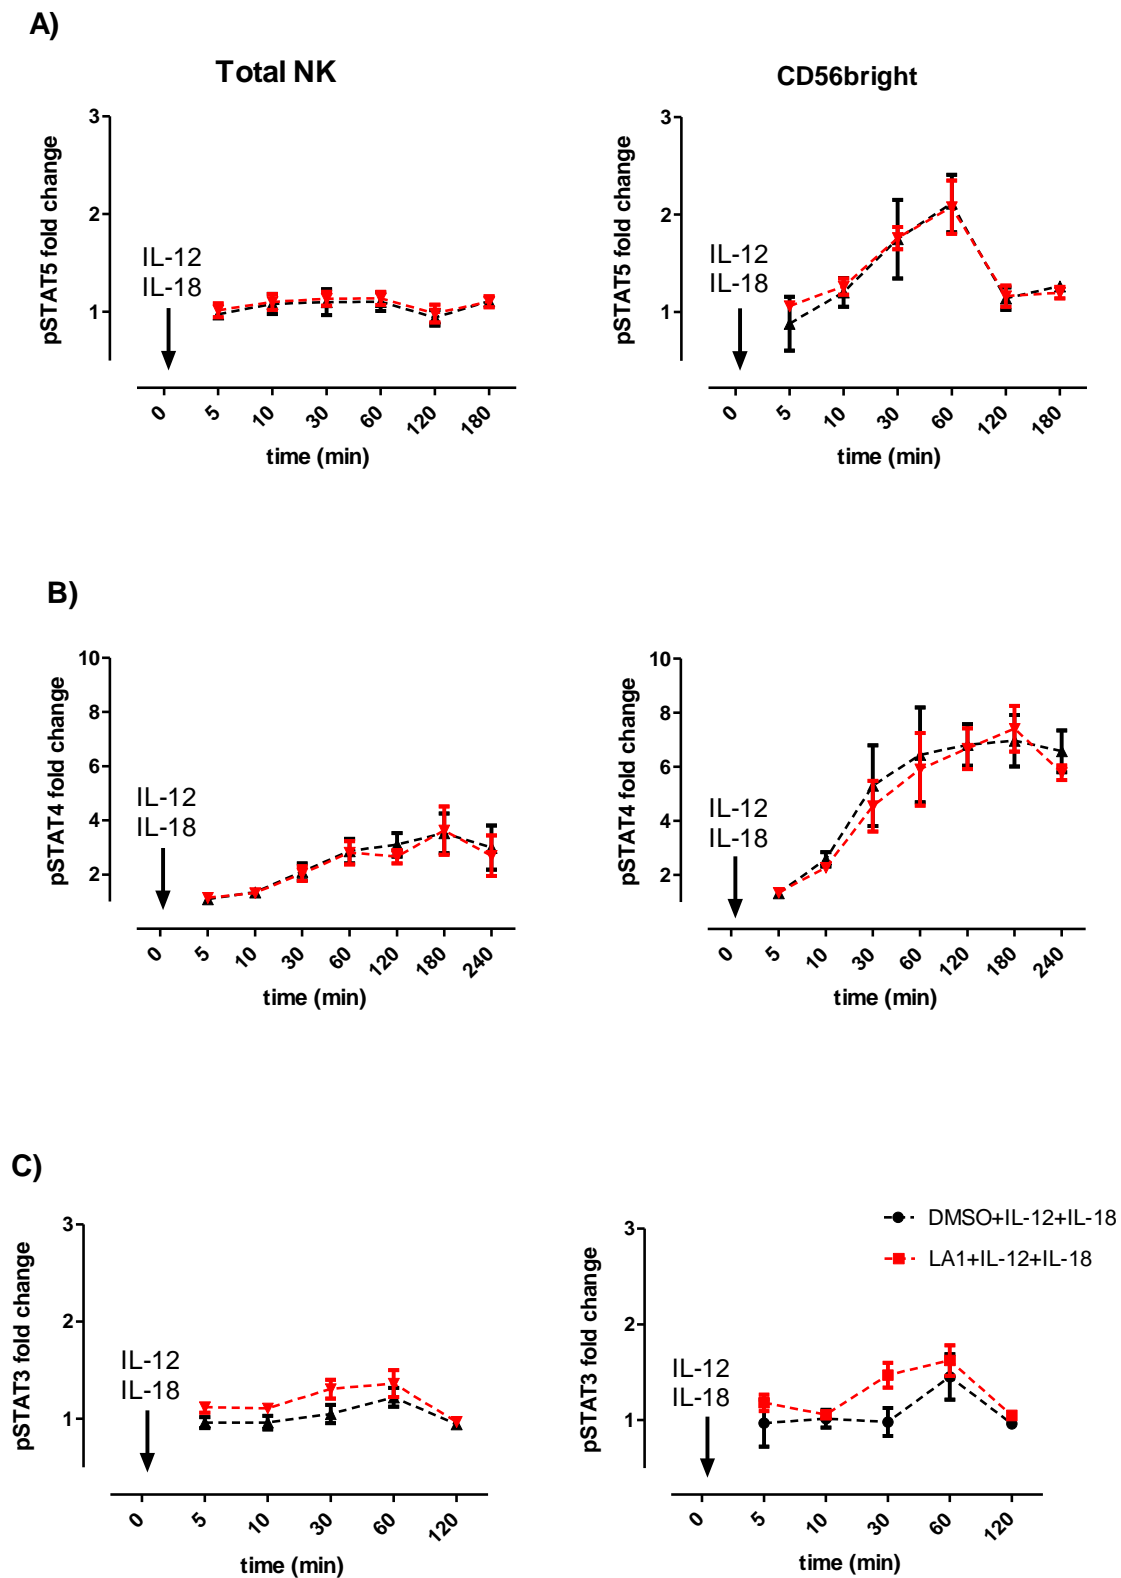 A)
Total NK
CD56bright
pSTAT5 fold change
3
2
1
IL-12
IL-18
0
5
10
30
60
120
180
time (min)
pSTAT5 fold change
3
2
1
IL-12
IL-18
0
5
10
30
60
120
180
time (min)
B)
pSTAT4 fold change
10
8
6
4
2
IL-12
IL-18
0
5
10
30
60
120
180
240
time (min)
pSTAT4 fold change
10
8
6
4
2
IL-12
IL-18
0
5
10
30
60
120
180
240
time (min)
C)
pSTAT3 fold change
3
2
1
IL-12
IL-18
0
5
10
30
60
120
time (min)
pSTAT3 fold change
3
2
1
DMSO+IL-12+IL-18
LA1+IL-12+IL-18
IL-12
IL-18
0
5
10
30
60
120
time (min)